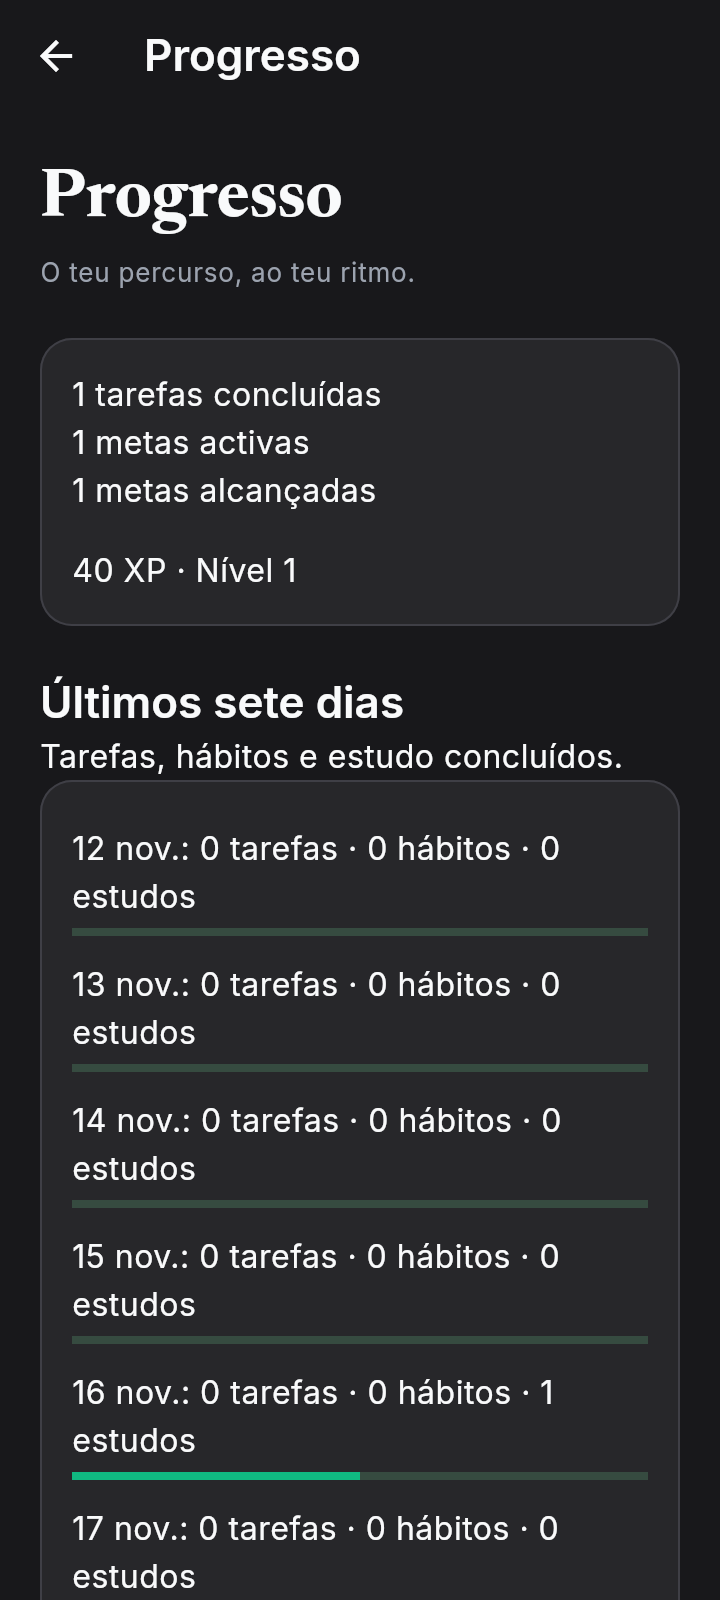 Progresso
Progresso
O teu percurso, ao teu ritmo.
1 tarefas concluídas
1 metas activas
1 metas alcançadas
40 XP · Nível 1
Últimos sete dias
Tarefas, hábitos e estudo concluídos.
12 nov.: 0 tarefas · 0 hábitos · 0
estudos
13 nov.: 0 tarefas · 0 hábitos · 0
estudos
14 nov.: 0 tarefas · 0 hábitos · 0
estudos
15 nov.: 0 tarefas · 0 hábitos · 0
estudos
16 nov.: 0 tarefas · 0 hábitos · 1
estudos
17 nov.: 0 tarefas · 0 hábitos · 0
estudos